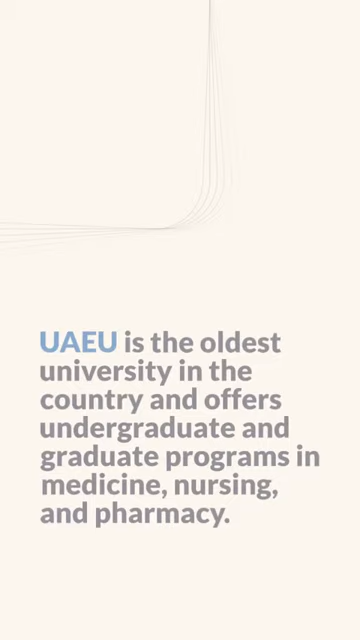 UAEU is the oldest
university in the
country and offers
undergraduate and
graduate programs in
medicine, nursing,
and pharmacy.